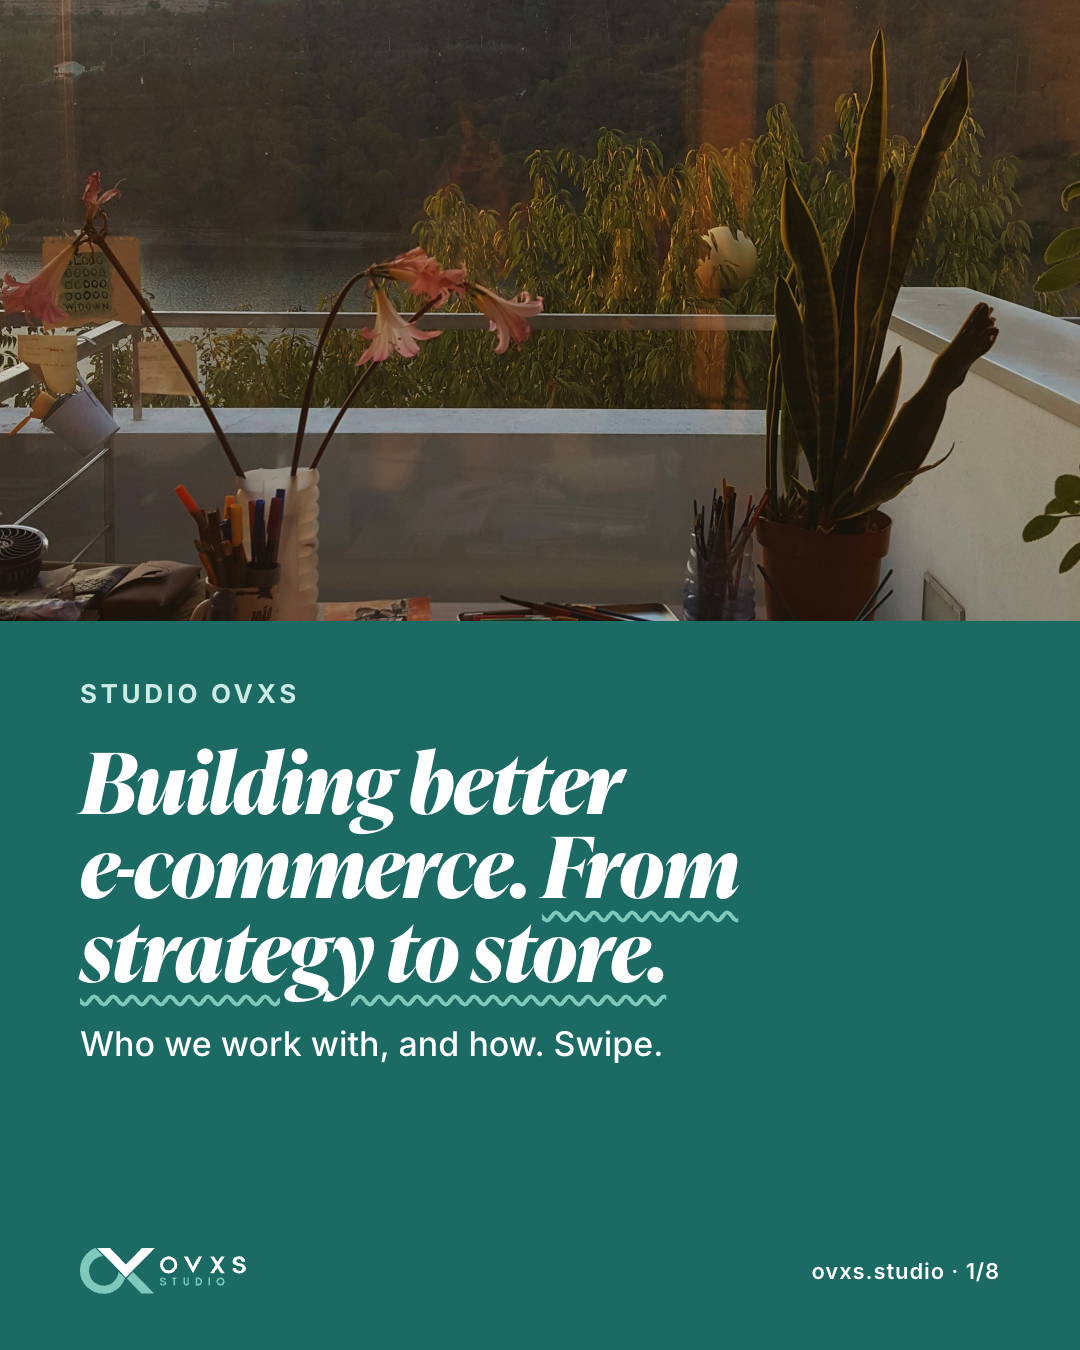 STUDIO OVXS
Building better
e-commerce. From
strategy to store.
Who we work with, and how. Swipe.
OVXS
STUDIO
ovxs.studio · 1/8